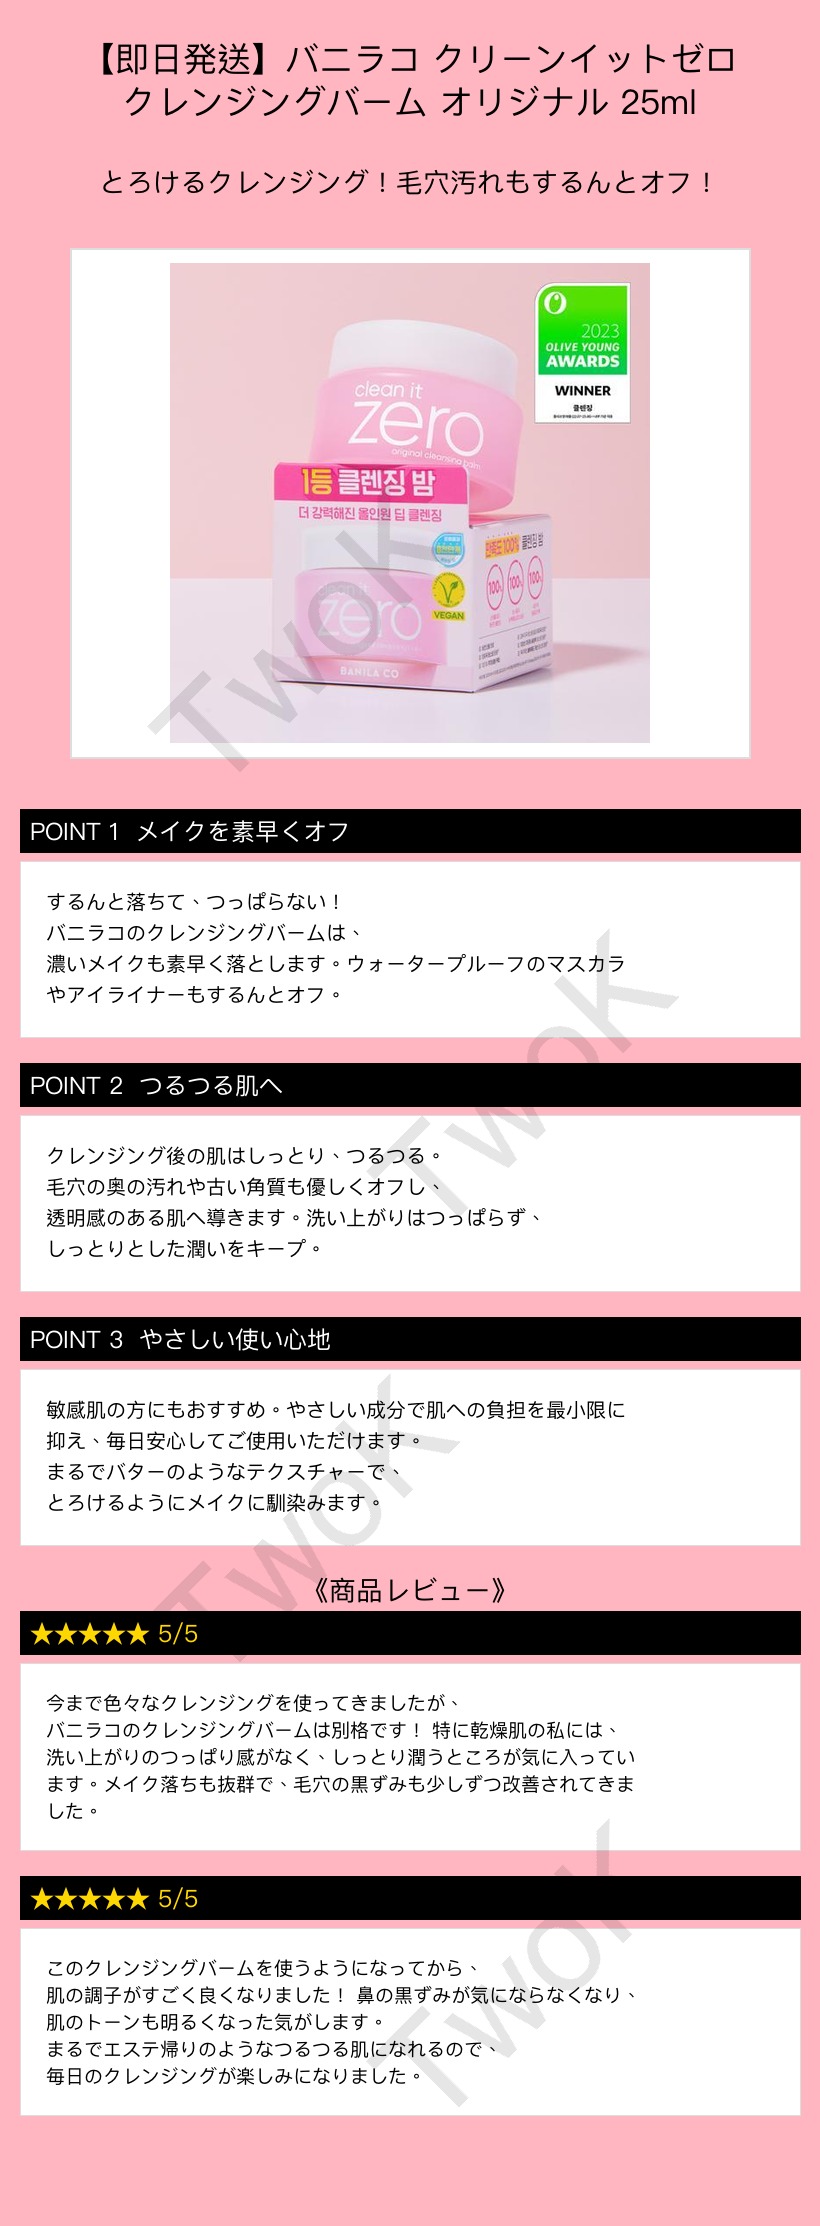 【即日発送】バニラコ クリーンイットゼロ
クレンジングバーム オリジナル 25ml
とろけるクレンジング！毛穴汚れもするんとオフ！
2023
OLIVE YOUNG
AWARDS
WINNER
클렌징
clean it
zero
original cleansing balm
1등 클렌징 밤
더 강력해진 올인원 딥 클렌징
만족도 100% 클렌징 밤
100%
100%
100%
clean it
zero
VEGAN
BANILA CO
TwoK
POINT 1 メイクを素早くオフ
するんと落ちて、つっぱらない！
バニラコのクレンジングバームは、
濃いメイクも素早く落とします。ウォータープルーフのマスカラ
やアイライナーもするんとオフ。
TwoK
POINT 2 つるつる肌へ
クレンジング後の肌はしっとり、つるつる。
毛穴の奥の汚れや古い角質も優しくオフし、
透明感のある肌へ導きます。洗い上がりはつっぱらず、
しっとりとした潤いをキープ。
POINT 3 やさしい使い心地
敏感肌の方にもおすすめ。やさしい成分で肌への負担を最小限に
抑え、毎日安心してご使用いただけます。
まるでバターのようなテクスチャーで、
とろけるようにメイクに馴染みます。
TwoK
《商品レビュー》
★★★★★ 5/5
今まで色々なクレンジングを使ってきましたが、
バニラコのクレンジングバームは別格です！ 特に乾燥肌の私には、
洗い上がりのつっぱり感がなく、しっとり潤うところが気に入ってい
ます。メイク落ちも抜群で、毛穴の黒ずみも少しずつ改善されてきま
した。
★★★★★ 5/5
このクレンジングバームを使うようになってから、
肌の調子がすごく良くなりました！ 鼻の黒ずみが気にならなくなり、
肌のトーンも明るくなった気がします。
まるでエステ帰りのようなつるつる肌になれるので、
毎日のクレンジングが楽しみになりました。
TwoK